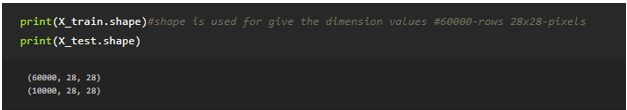 print(X_train.shape)#shape is used for give the dimension values #60000-rows 28x28-pixels
print(X_test.shape)
(60000, 28, 28)
(10000, 28, 28)